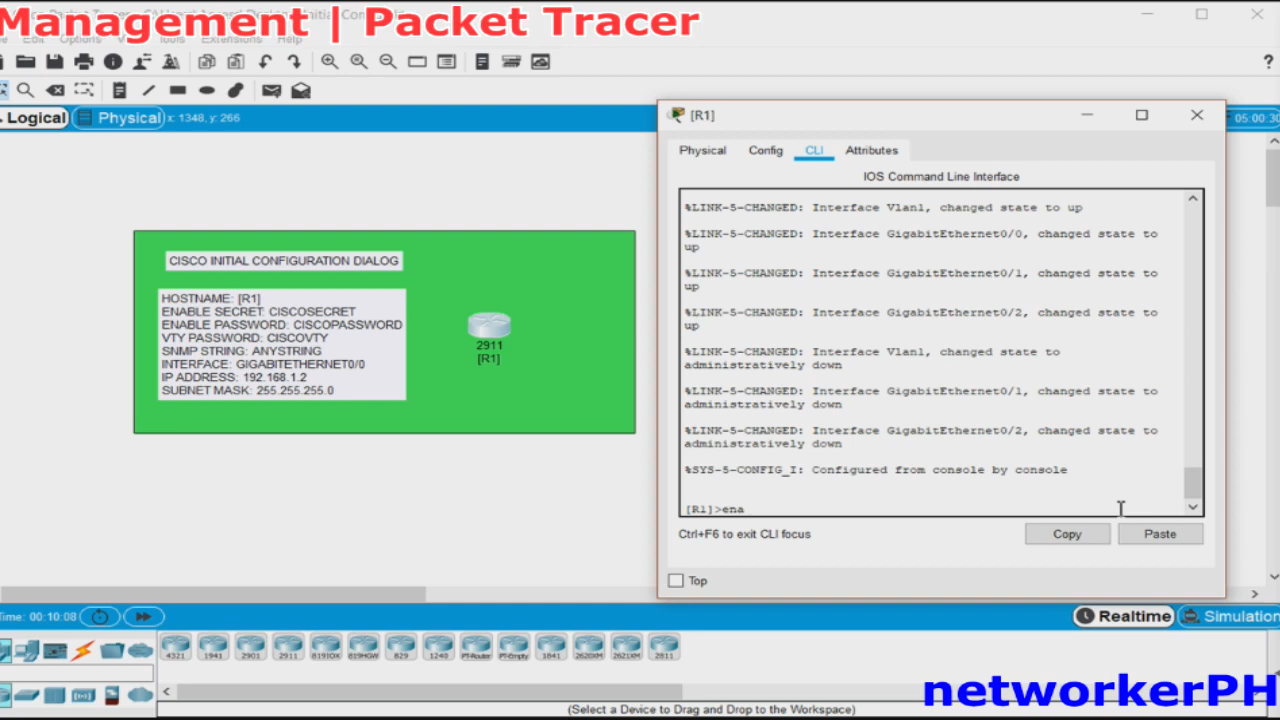 Management | Packet Tracer
Options
Tools Extensions Help
?
Logical
Physical
x: 1348, y: 266
05:00:30
[R1]
Physical Config CLI Attributes
IOS Command Line Interface
%LINK-5-CHANGED: Interface Vlan1, changed state to up
%LINK-5-CHANGED: Interface GigabitEthernet0/0, changed state to
up
%LINK-5-CHANGED: Interface GigabitEthernet0/1, changed state to
up
%LINK-5-CHANGED: Interface GigabitEthernet0/2, changed state to
up
%LINK-5-CHANGED: Interface Vlan1, changed state to
administratively down
%LINK-5-CHANGED: Interface GigabitEthernet0/1, changed state to
administratively down
%LINK-5-CHANGED: Interface GigabitEthernet0/2, changed state to
administratively down
%SYS-5-CONFIG_I: Configured from console by console
[R1]>ena
Ctrl+F6 to exit CLI focus
Copy
Paste
Top
CISCO INITIAL CONFIGURATION DIALOG
HOSTNAME: [R1]
ENABLE SECRET: CISCOSECRET
ENABLE PASSWORD: CISCOPASSWORD
VTY PASSWORD: CISCOVTY
SNMP STRING: ANYSTRING
INTERFACE: GIGABITETHERNET0/0
IP ADDRESS: 192.168.1.2
SUBNET MASK: 255.255.255.0
2911
[R1]
Time: 00:10:08
Realtime
Simulation
4321 1941 2901 2911 819IOX 819HGW 829 1240 PT-Router PT-Empty 1841 2620XM 2621XM 2811
networkerPH
(Select a Device to Drag and Drop to the Workspace)